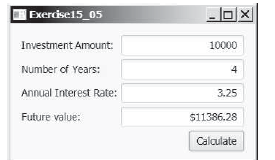 Exercise15_05
Investment Amount: 10000
Number of Years: 4
Annual Interest Rate: 3.25
Future value: $11386.28
Calculate